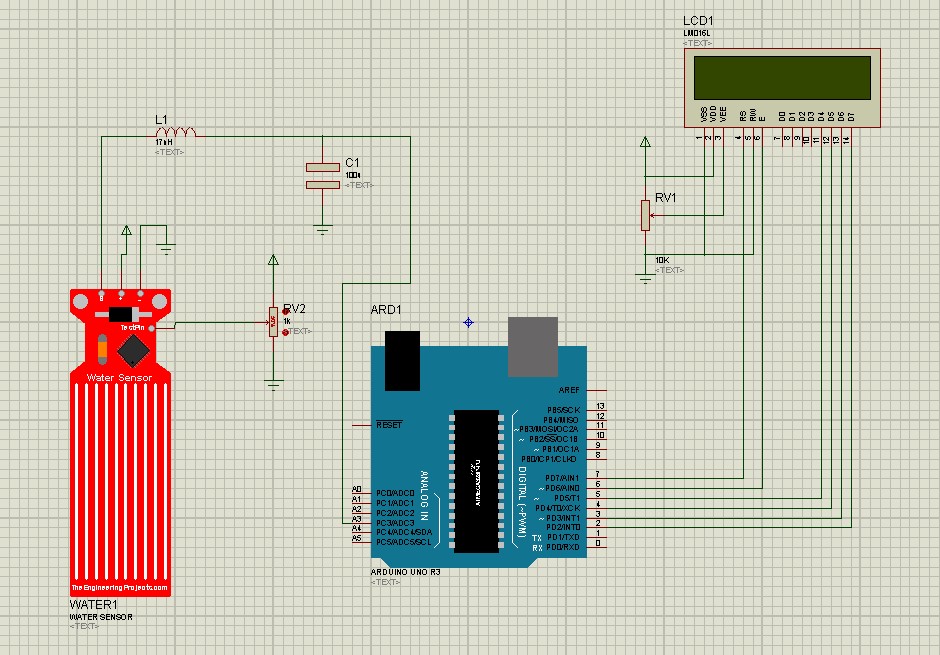 LCD1
LM016L
<TEXT>
VSS
VDD
VEE
RS
RW
E
D0
D1
D2
D3
D4
D5
D6
D7
1
2
3
4
5
6
7
8
9
10
11
12
13
14
L1
<TEXT>
C1
<TEXT>
RV1
10K
<TEXT>
RV2
1k
<TEXT>
TestPin
Water Sensor
The Engineering Projects.com
WATER1
WATER SENSOR
<TEXT>
ARD1
AREF
RESET
PB5/SCK
13
PB4/MISO
12
~PB3/MOSI/OC2A
11
~ PB2/SS/OC1B
10
~ PB1/OC1A
9
PB0/ICP1/CLKO
8
PD7/AIN1
7
~ PD6/AIN0
6
~ PD5/T1
5
PD4/T0/XCK
4
~ PD3/INT1
3
PD2/INT0
2
TX PD1/TXD
1
RX PD0/RXD
0
DIGITAL (~PWM)
ANALOG IN
A0 PC0/ADC0
A1 PC1/ADC1
A2 PC2/ADC2
A3 PC3/ADC3
A4 PC4/ADC4/SDA
A5 PC5/ADC5/SCL
ARDUINO UNO R3
<TEXT>